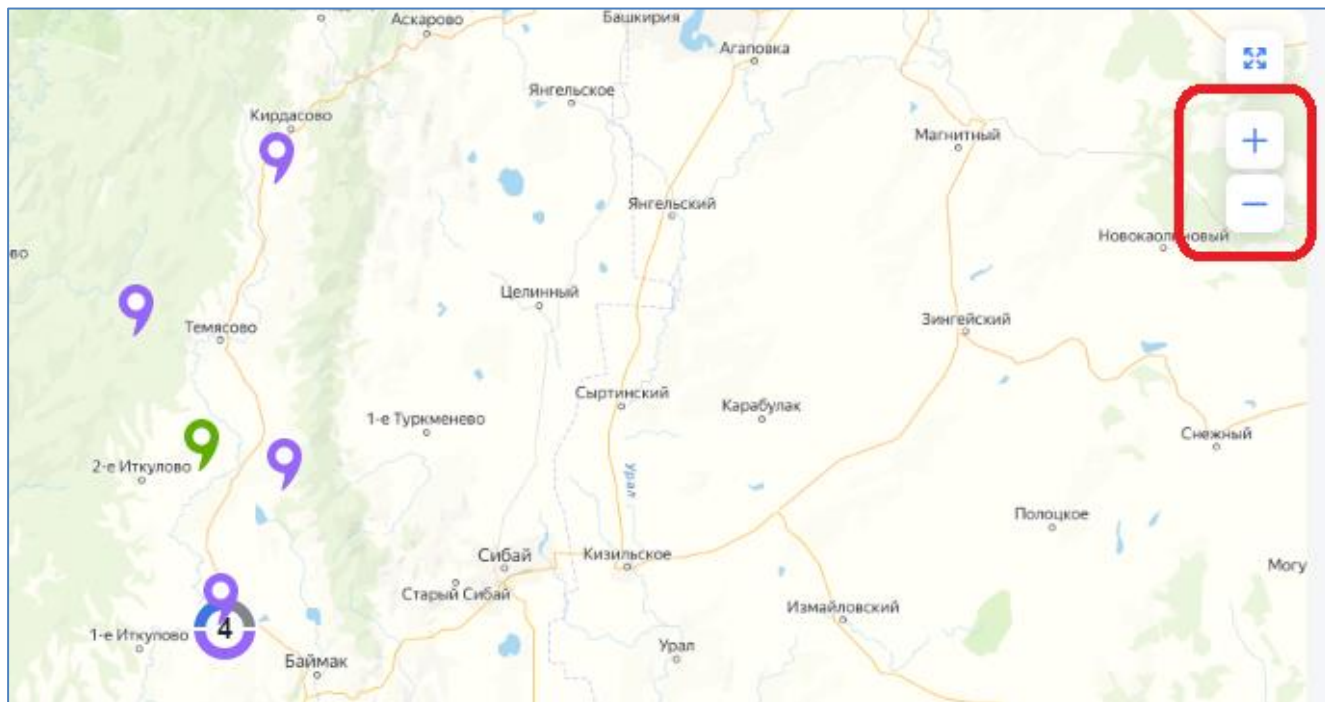 Аскарово
Башкирия
Агаповка
Янгельское
Кирдасово
Магнитный
Янгельский
Новокаолиновый
во
Целинный
Темясово
Зингейский
Сыртинский
Карабулак
1-е Туркменево
Снежный
2-е Иткулово
Урал
Полоцкое
Сибай
Кизильское
Могу
Старый Сибай
Измайловский
4
1-е Иткулово
Урал
Баймак